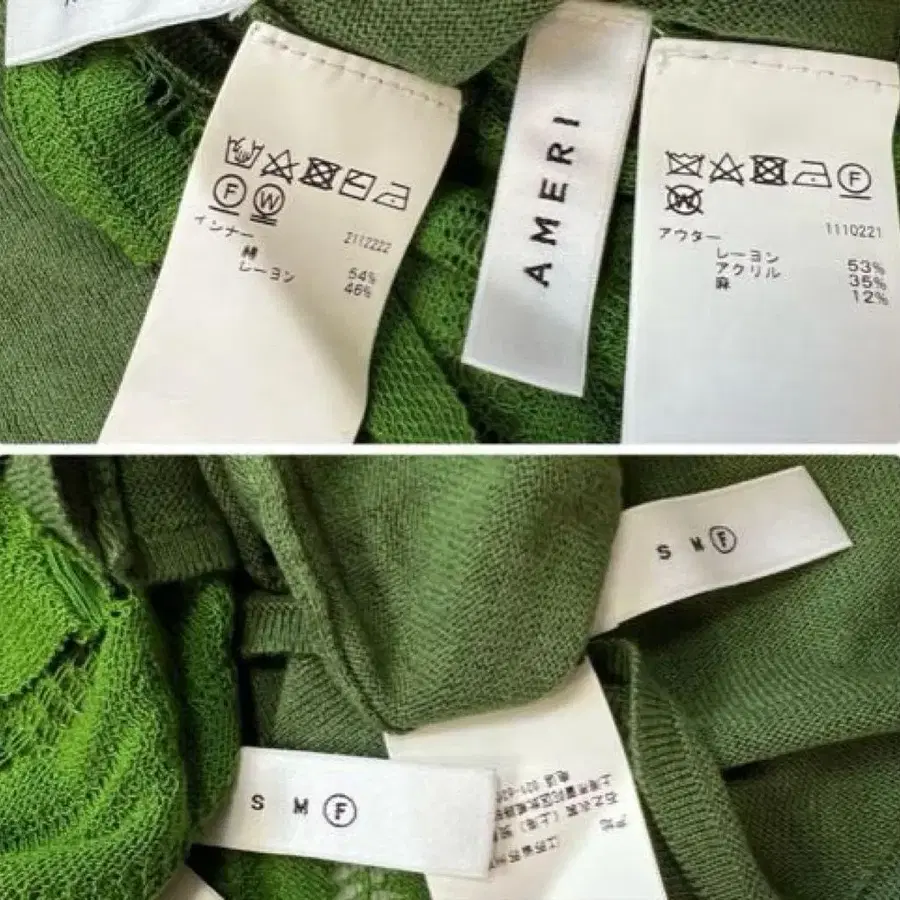 F W
インナー 2112222
綿 54%
レーヨン 46%
AMERI
F
W
アウター 1110221
レーヨン 53%
アクリル 35%
麻 12%
S M F
S M F